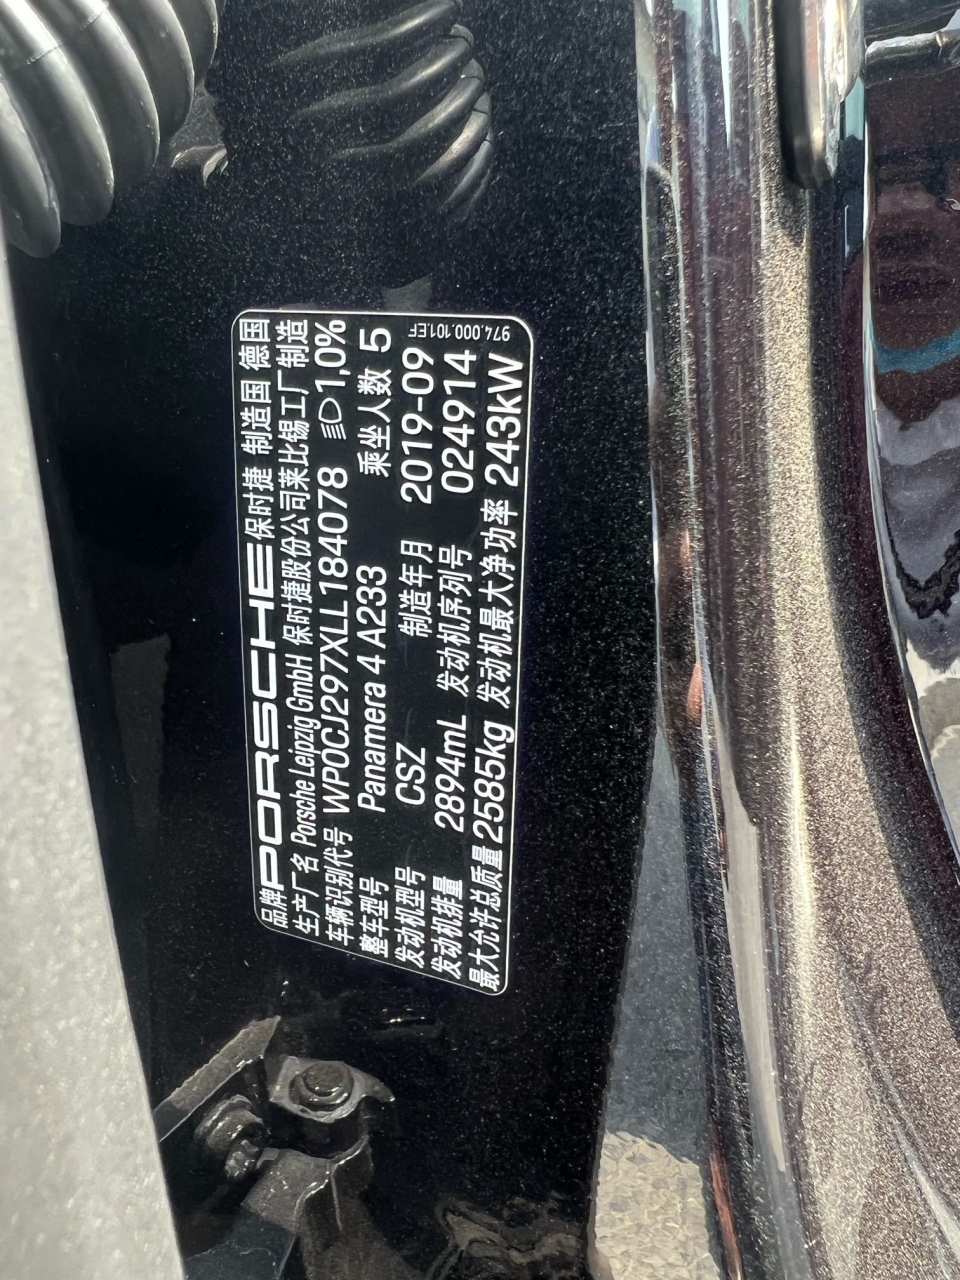 品牌 PORSCHE 保时捷 制造国 德国
生产厂名 Porsche Leipzig GmbH 保时捷股份公司莱比锡工厂制造
车辆识别代号 WP0CJ297XLL184078 1,0%
整车型号 Panamera 4 A233 乘坐人数 5
发动机型号 CSZ 制造年月 2019-09
发动机排量 2894mL 发动机序列号 024914
最大允许总质量 2585kg 发动机最大净功率 243kW
974.000.101.EF